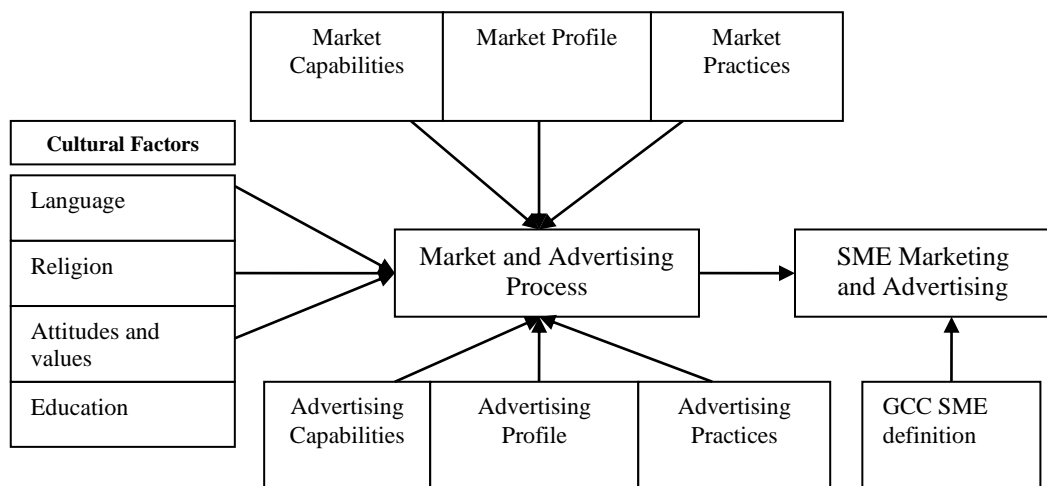 Market
Capabilities
Market Profile
Market
Practices
Cultural Factors
Language
Religion
Attitudes and
values
Education
Market and Advertising
Process
SME Marketing
and Advertising
Advertising
Capabilities
Advertising
Profile
Advertising
Practices
GCC SME
definition